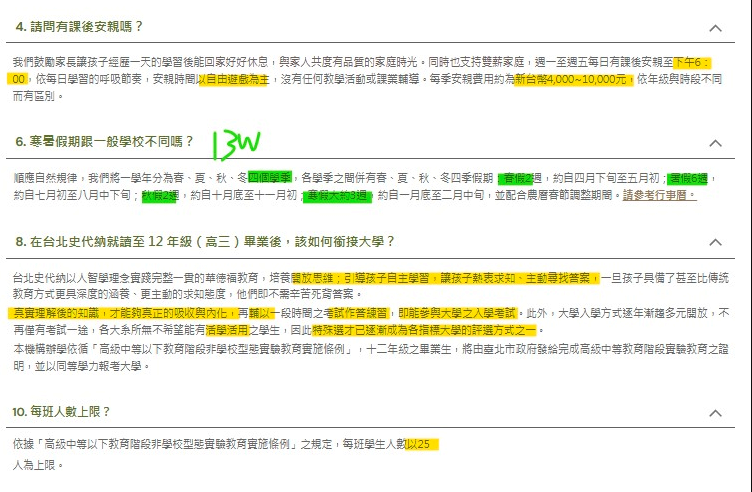 4. 請問有課後安親嗎？
我們鼓勵家長讓孩子經歷一天的學習後能回家好好休息，與家人共度有品質的家庭時光。同時也支持雙薪家庭，週一至週五每日有課後安親至下午6：
00，依每日學習的呼吸節奏，安親時間以自由遊戲為主，沒有任何教學活動或課業輔導。每季安親費用約為新台幣4,000~10,000元，依年級與時段不同
而有區別。
6. 寒暑假期跟一般學校不同嗎？
13W
順應自然規律，我們將一學年分為春、夏、秋、冬四個學季，各學季之間併有春、夏、秋、冬四季假期；春假2週，約自四月下旬至五月初；暑假6週，
約自七月初至八月中下旬；秋假2週，約自十月底至十一月初；寒假大約3週，約自一月底至二月中旬，並配合農曆春節調整期間。請參考行事曆。
8. 在台北史代納就讀至 12 年級（高三）畢業後，該如何銜接大學？
台北史代納以人智學理念實踐完整一貫的華德福教育，培養開放思維；引導孩子自主學習，讓孩子熱衷求知、主動尋找答案，一旦孩子具備了甚至比傳統
教育方式更具深度的涵養、更主動的求知態度，他們即不需辛苦死背答案。
真實理解後的知識，才能夠真正的吸收與內化，再輔以一段時間之考試作答練習，即能參與大學之入學考試。此外，大學入學方式逐年漸趨多元開放，不
再僅有考試一途，各大系所無不希望能有活學活用之學生，因此特殊選才已逐漸成為各指標大學的評選方式之一。
本機構辦學依循「高級中等以下教育階段非學校型態實驗教育實施條例」，十二年級之畢業生，將由臺北市政府發給完成高級中等教育階段實驗教育之證
明，並以同等學力報考大學。
10. 每班人數上限？
依據「高級中等以下教育階段非學校型態實驗教育實施條例」之規定，每班學生人數以25
人為上限。